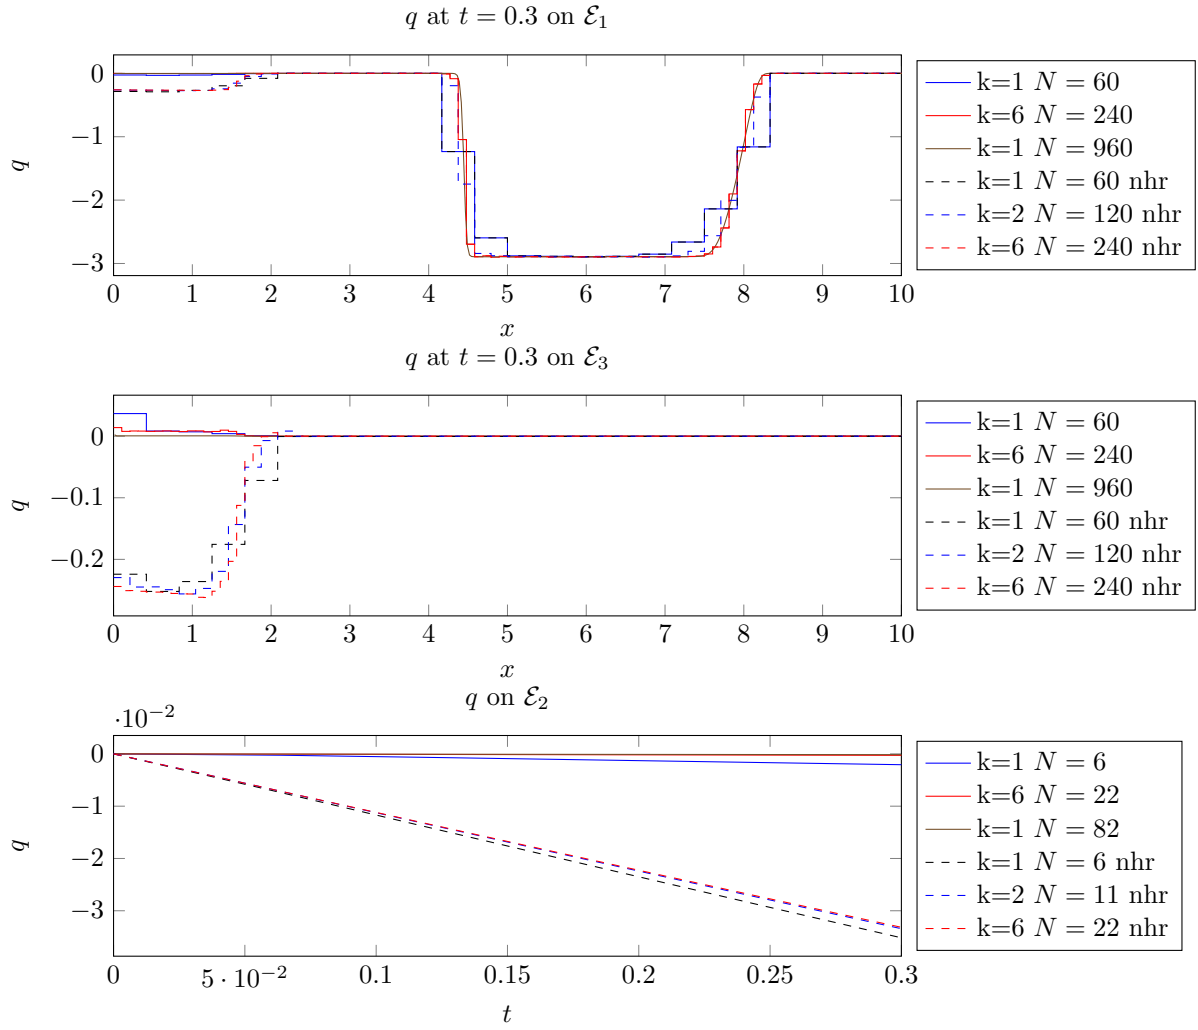 q at t = 0.3 on ℰ₁
0
−1
−2
−3
q
0 1 2 3 4 5 6 7 8 9 10
x
k=1 N = 60
k=6 N = 240
k=1 N = 960
k=1 N = 60 nhr
k=2 N = 120 nhr
k=6 N = 240 nhr
q at t = 0.3 on ℰ₃
0
−0.1
−0.2
q
0 1 2 3 4 5 6 7 8 9 10
x
k=1 N = 60
k=6 N = 240
k=1 N = 960
k=1 N = 60 nhr
k=2 N = 120 nhr
k=6 N = 240 nhr
q on ℰ₂
·10⁻²
0
−1
−2
−3
q
0 5 · 10⁻² 0.1 0.15 0.2 0.25 0.3
t
k=1 N = 6
k=6 N = 22
k=1 N = 82
k=1 N = 6 nhr
k=2 N = 11 nhr
k=6 N = 22 nhr